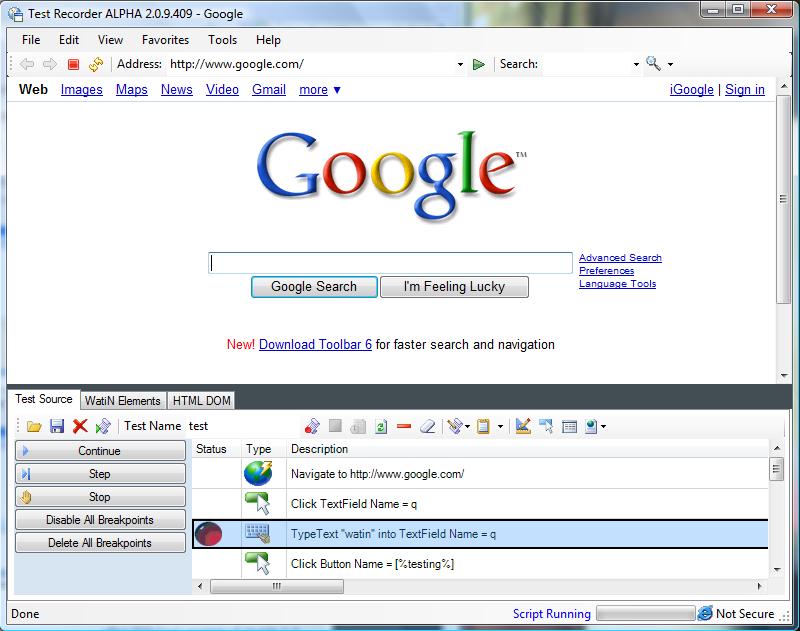 Test Recorder ALPHA 2.0.9.409 - Google
File Edit View Favorites Tools Help
Address: http://www.google.com/ Search:
Web Images Maps News Video Gmail more ▼ iGoogle | Sign in
Google™
Advanced Search
Preferences
Language Tools
Google Search I'm Feeling Lucky
New! Download Toolbar 6 for faster search and navigation
Test Source WatiN Elements HTML DOM
Test Name test
Continue
Step
Stop
Disable All Breakpoints
Delete All Breakpoints
Status Type Description
Navigate to http://www.google.com/
Click TextField Name = q
TypeText "watin" into TextField Name = q
Click Button Name = [%testing%]
Done Script Running Not Secure